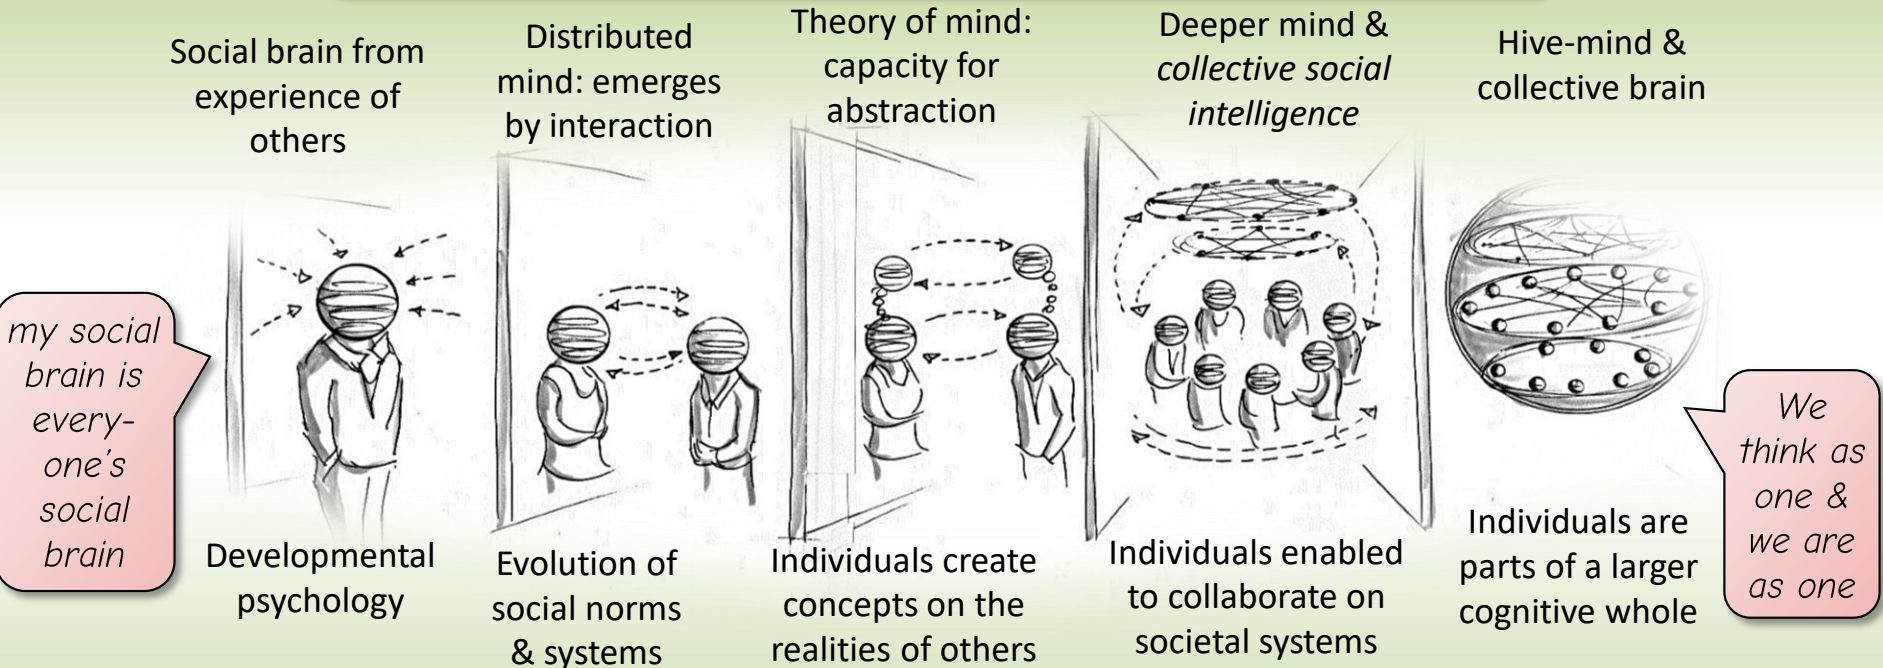 Social brain from
experience of
others
Distributed
mind: emerges
by interaction
Theory of mind:
capacity for
abstraction
Deeper mind &
collective social
intelligence
Hive-mind &
collective brain
my social
brain is
every-
one's
social
brain
We
think as
one &
we are
as one
Developmental
psychology
Evolution of
social norms
& systems
Individuals create
concepts on the
realities of others
Individuals enabled
to collaborate on
societal systems
Individuals are
parts of a larger
cognitive whole